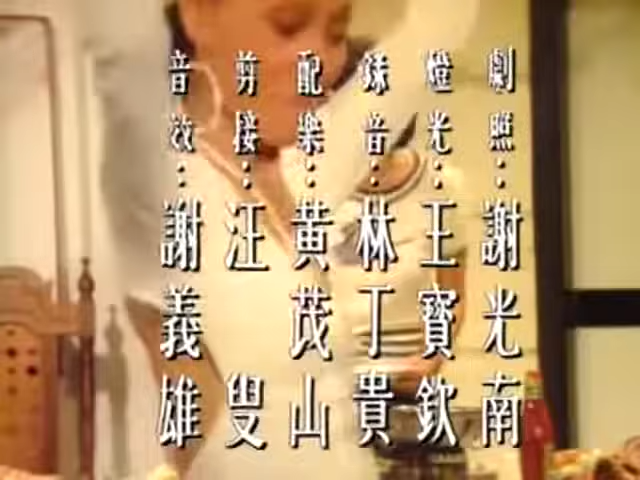 劇照：謝光南
燈光：王寶欽
錄音：林丁貴
配樂：黃茂山
剪接：汪叟
音效：謝義雄